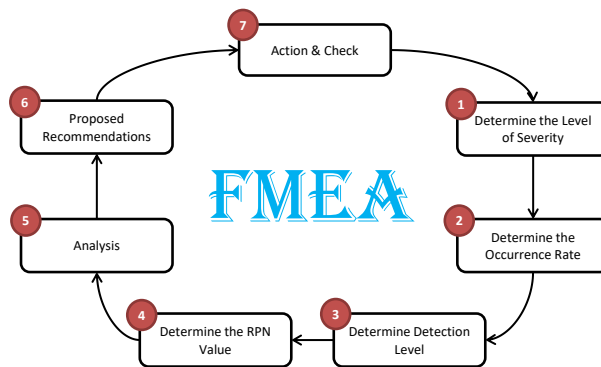 7
Action & Check
1
Determine the Level
of Severity
2
Determine the
Occurrence Rate
3
Determine Detection
Level
4
Determine the RPN
Value
5
Analysis
6
Proposed
Recommendations
FMEA